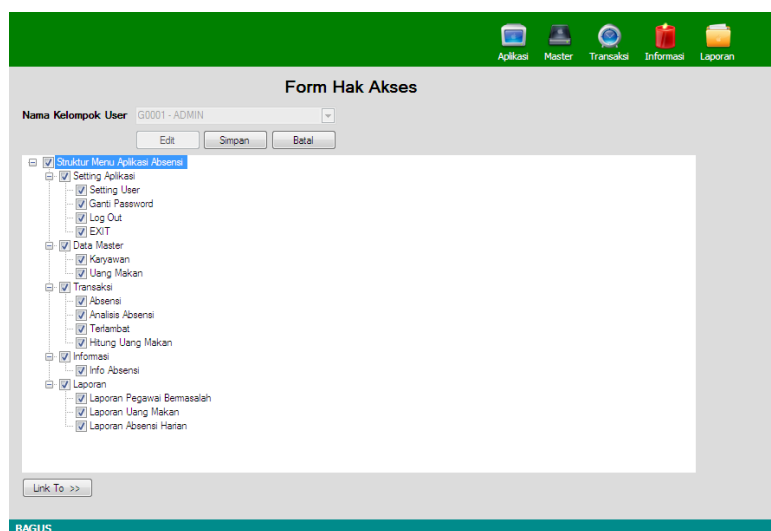 Aplikasi Master Transaksi Informasi Laporan
Form Hak Akses
Nama Kelompok User G0001 - ADMIN
Edit Simpan Batal
Struktur Menu Aplikasi Absensi
Setting Aplikasi
Setting User
Ganti Password
Log Out
EXIT
Data Master
Karyawan
Uang Makan
Transaksi
Absensi
Analisis Absensi
Terlambat
Hitung Uang Makan
Informasi
Info Absensi
Laporan
Laporan Pegawai Bermasalah
Laporan Uang Makan
Laporan Absensi Harian
Link To >>
BAGUS